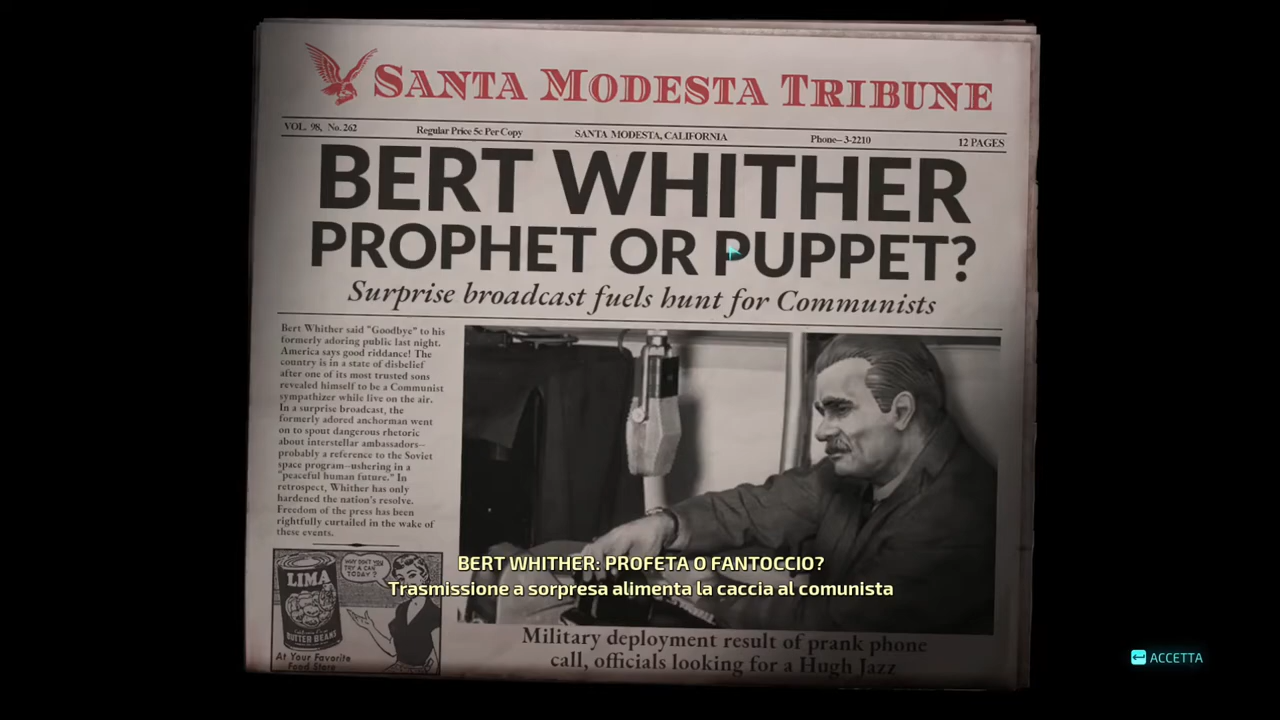 SANTA MODESTA TRIBUNE
VOL. 98, No. 262 Regular Price 5c Per Copy SANTA MODESTA, CALIFORNIA Phone—3-2210 12 PAGES
BERT WHITHER
PROPHET OR PUPPET?
Surprise broadcast fuels hunt for Communists
Bert Whither said "Goodbye" to his
formerly adoring public last night.
America says good riddance! The
country is in a state of disbelief
after one of its most trusted sons
revealed himself to be a Communist
sympathizer while live on the air.
In a surprise broadcast, the
formerly adored anchorman went
on to spout dangerous rhetoric
about interstellar ambassadors—
probably a reference to the Soviet
space program—ushering in a
"peaceful human future." In
retrospect, Whither has only
hardened the nation's resolve.
Freedom of the press has been
rightfully curtailed in the wake of
these events.
WHY DON'T YOU
TRY A CAN
TODAY?
LIMA
BUTTER BEANS
At Your Favorite
Food Store
BERT WHITHER: PROFETA O FANTOCCIO?
Trasmissione a sorpresa alimenta la caccia al comunista
Military deployment result of prank phone
call, officials looking for a Hugh Jazz
ACCETTA